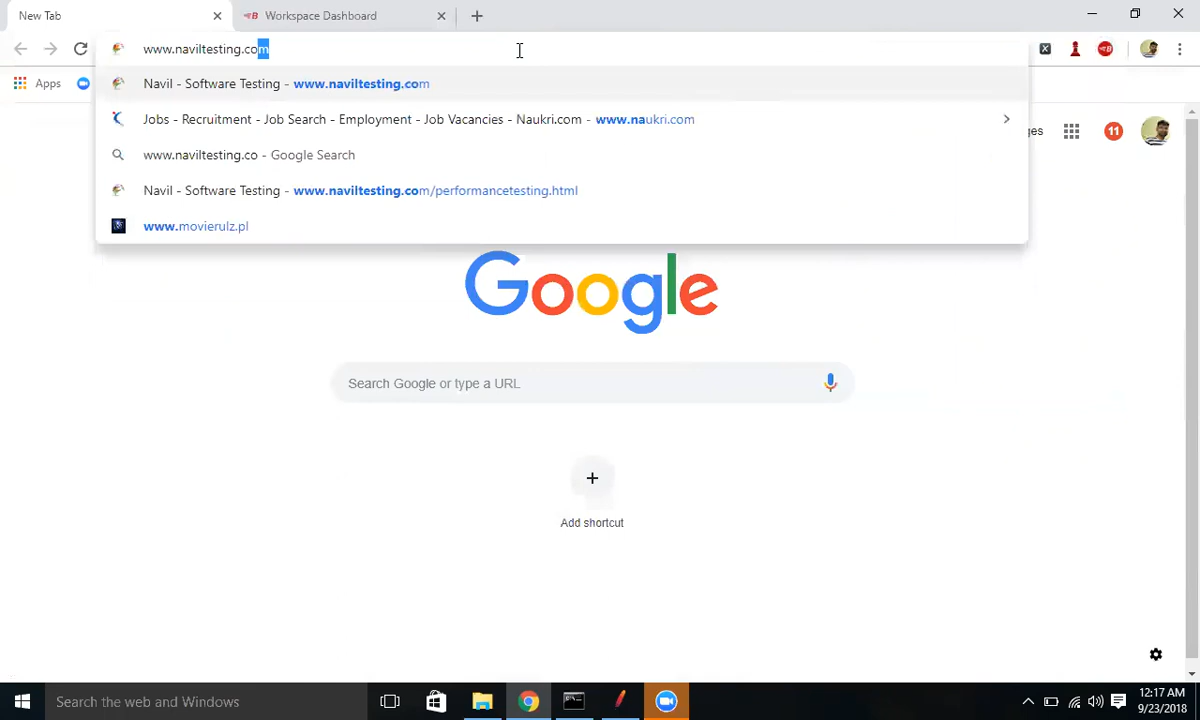 New Tab
Workspace Dashboard
www.naviltesting.com
Apps
Navil - Software Testing - www.naviltesting.com
Jobs - Recruitment - Job Search - Employment - Job Vacancies - Naukri.com - www.naukri.com
www.naviltesting.co - Google Search
Navil - Software Testing - www.naviltesting.com/performancetesting.html
www.movierulz.pl
ges
11
Google
Search Google or type a URL
Add shortcut
Search the web and Windows
12:17 AM
9/23/2018